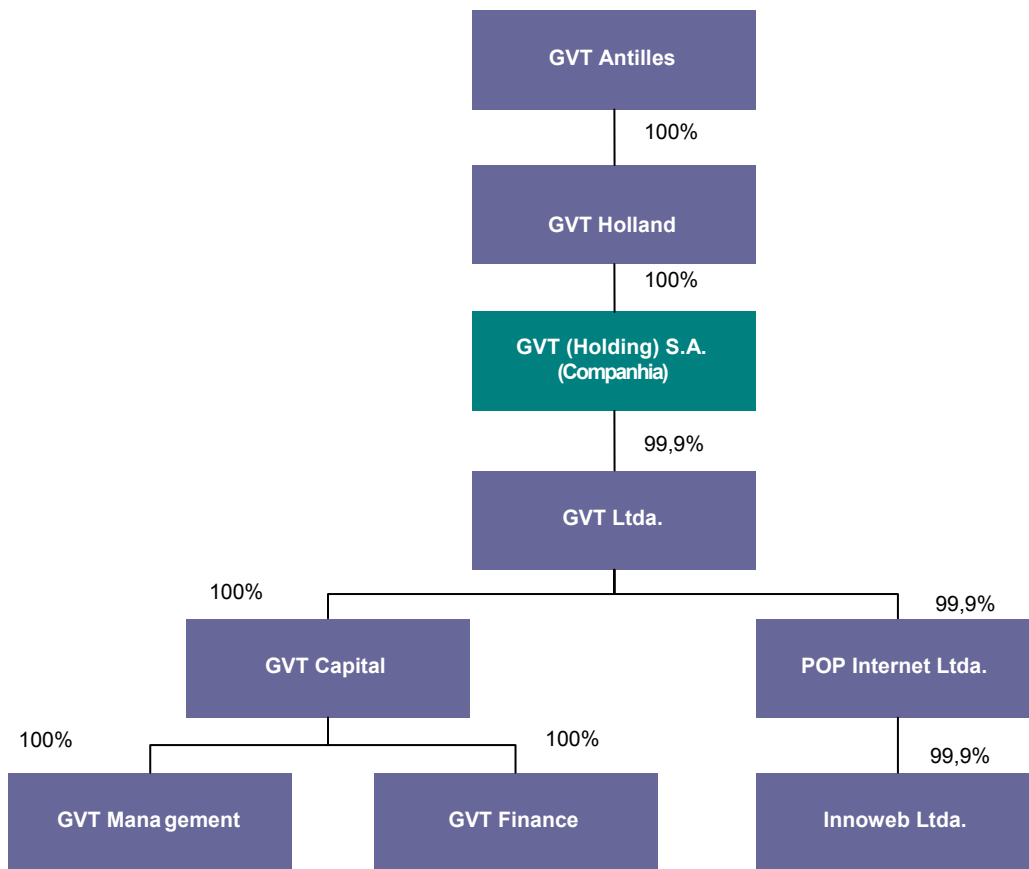 GVT Antilles
100%
GVT Holland
100%
GVT (Holding) S.A.
(Companhia)
99,9%
GVT Ltda.
100%
99,9%
GVT Capital
POP Internet Ltda.
100%
100%
99,9%
GVT Management
GVT Finance
Innoweb Ltda.